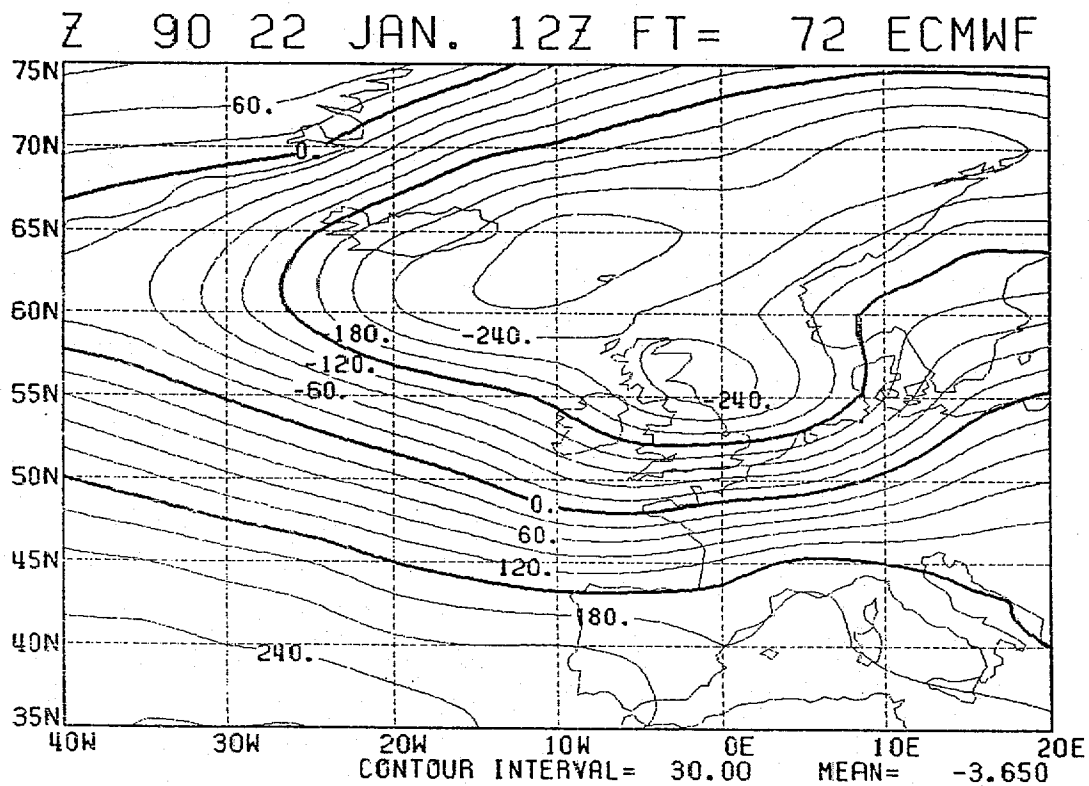 Z 90 22 JAN. 12Z FT= 72 ECMWF
75N
60.
70N
0.
65N
60N
180.
-240.
-120.
-60.
55N
-240.
50N
0.
60.
45N
120.
180.
40N
240.
35N
40W 30W 20W 10W 0E 10E 20E
CONTOUR INTERVAL= 30.00 MEAN= -3.650